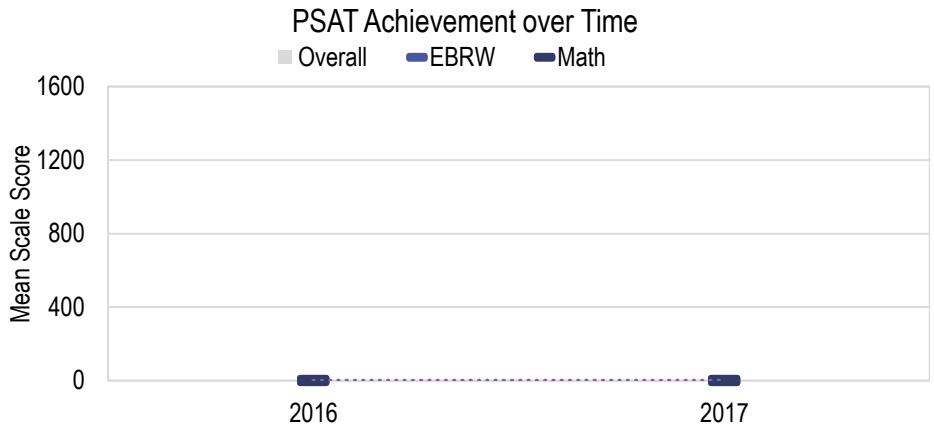 PSAT Achievement over Time
Overall EBRW Math
Mean Scale Score
1600
1200
800
400
0
2016 2017